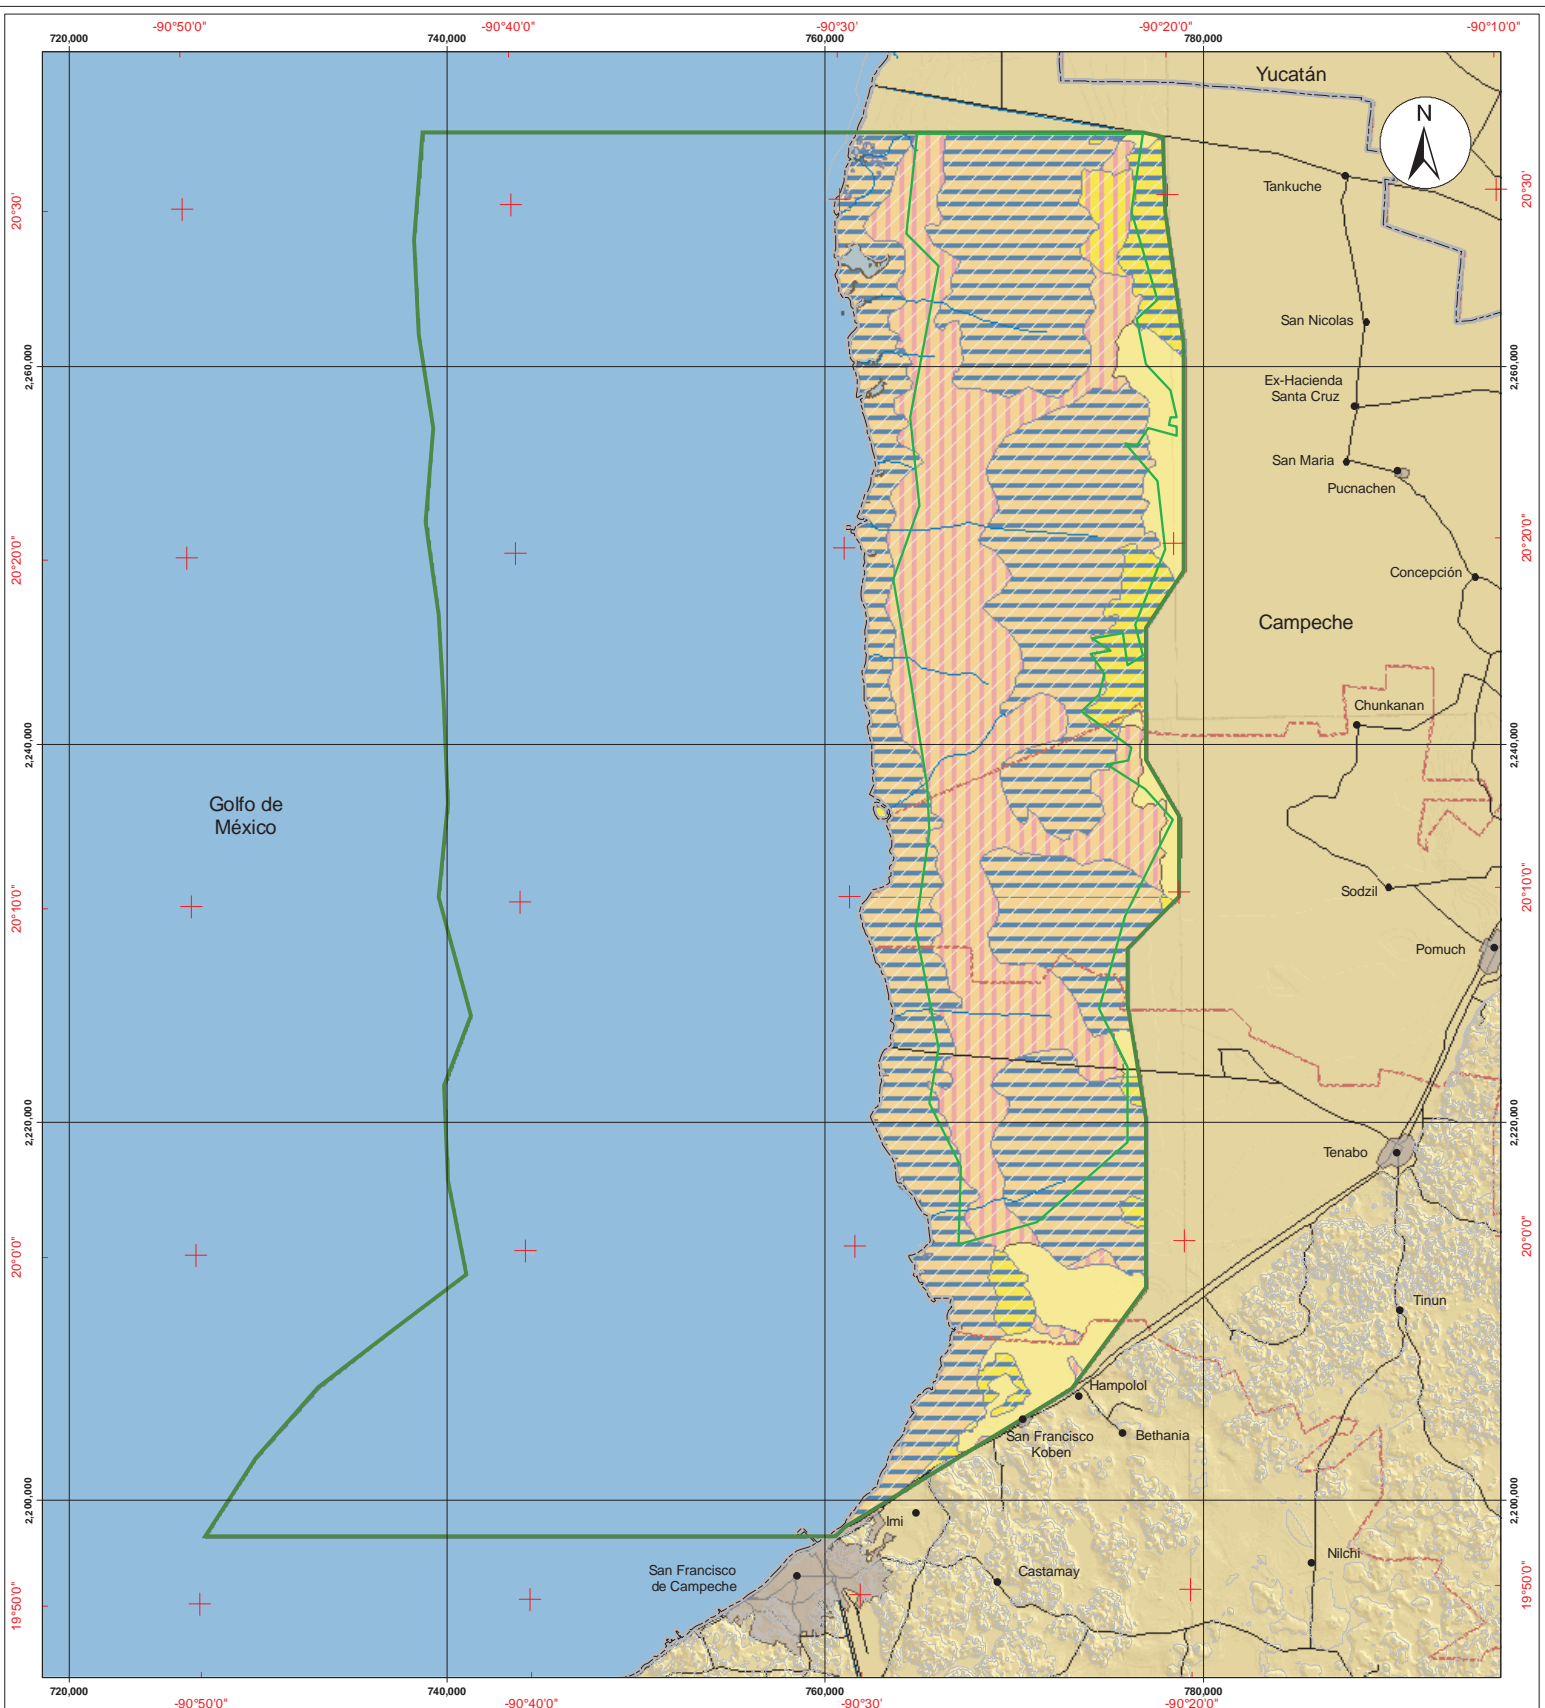 -90°50'0"
-90°40'0"
-90°30'
-90°20'0"
-90°10'0"
720,000
740,000
760,000
780,000
Yucatán
N
Tankuche
20°30'
20°30'
San Nicolas
2,260,000
2,260,000
Ex-Hacienda
Santa Cruz
San Maria
Pucnachen
20°20'0"
20°20'0"
Concepción
Campeche
Chunkanan
2,240,000
2,240,000
Golfo de
México
20°10'0"
20°10'0"
Sodzil
Pomuch
2,220,000
2,220,000
Tenabo
20°0'0"
20°0'0"
Tinun
Hampolol
San Francisco
Koben
Bethania
2,200,000
2,200,000
Imi
Nilchi
San Francisco
de Campeche
Castamay
19°50'0"
19°50'0"
720,000
740,000
760,000
780,000
-90°50'0"
-90°40'0"
-90°30'
-90°20'0"